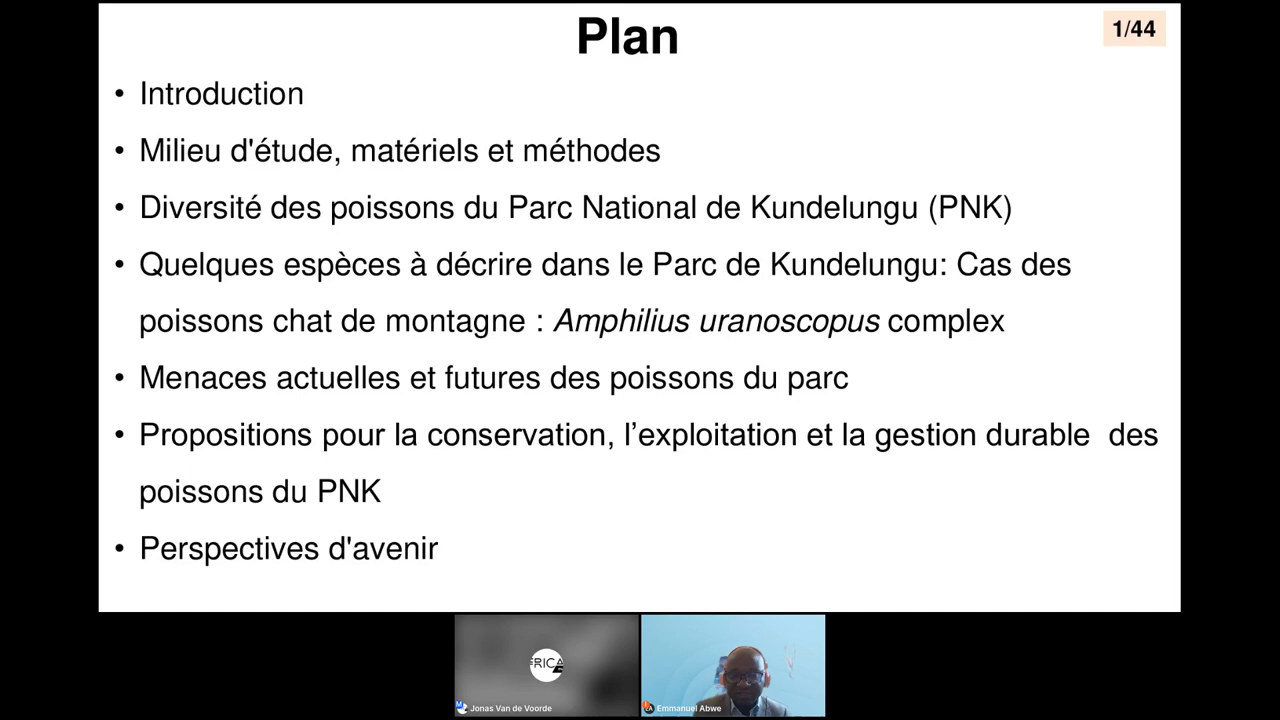 Plan
1/44
• Introduction
• Milieu d'étude, matériels et méthodes
• Diversité des poissons du Parc National de Kundelungu (PNK)
• Quelques espèces à décrire dans le Parc de Kundelungu: Cas des
poissons chat de montagne : Amphilius uranoscopus complex
• Menaces actuelles et futures des poissons du parc
• Propositions pour la conservation, l’exploitation et la gestion durable  des
poissons du PNK
• Perspectives d'avenir
FRICA
Jonas Van de Voorde
Emmanuel Abwe